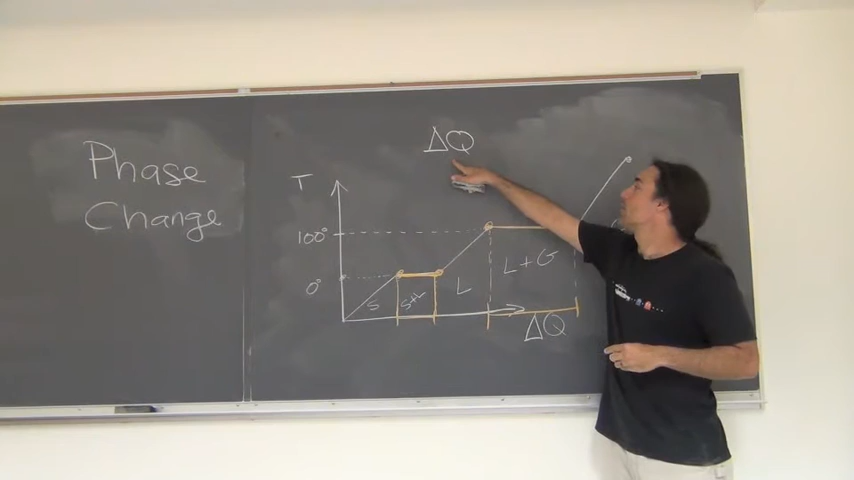 Phase
Change
ΔQ
T
100°
0°
S
S+L
L
L+G
ΔQ